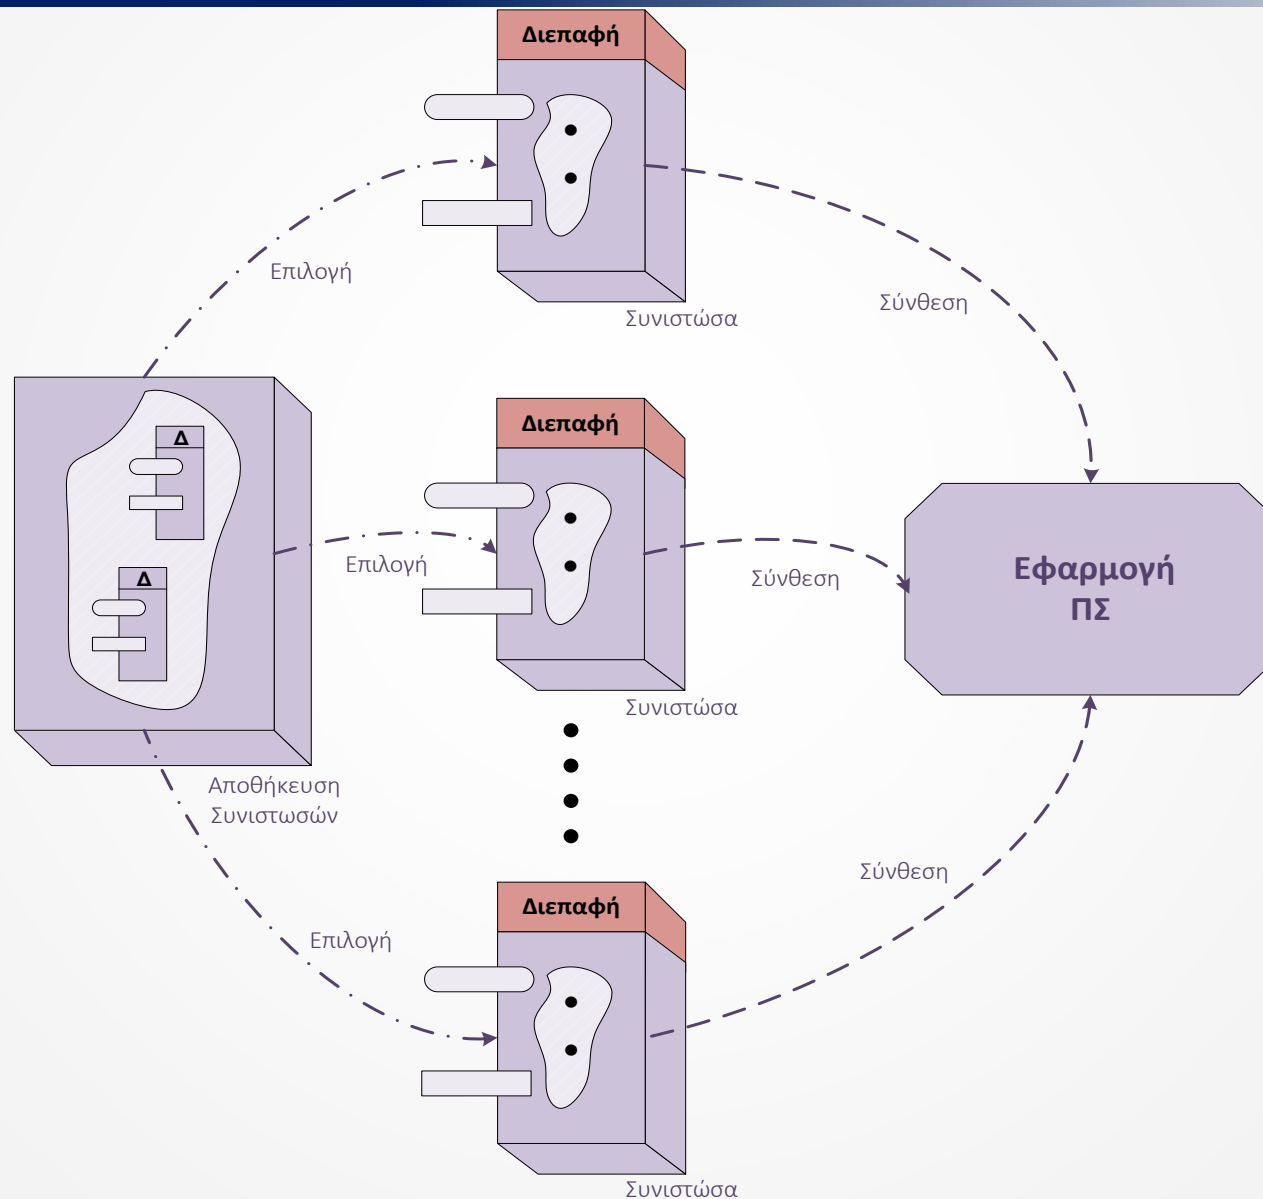 Διεπαφή
Επιλογή
Σύνθεση
Συνιστώσα
Δ
Δ
Διεπαφή
Επιλογή
Σύνθεση
Εφαρμογή
ΠΣ
Συνιστώσα
Αποθήκευση
Συνιστωσών
Διεπαφή
Επιλογή
Σύνθεση
Συνιστώσα